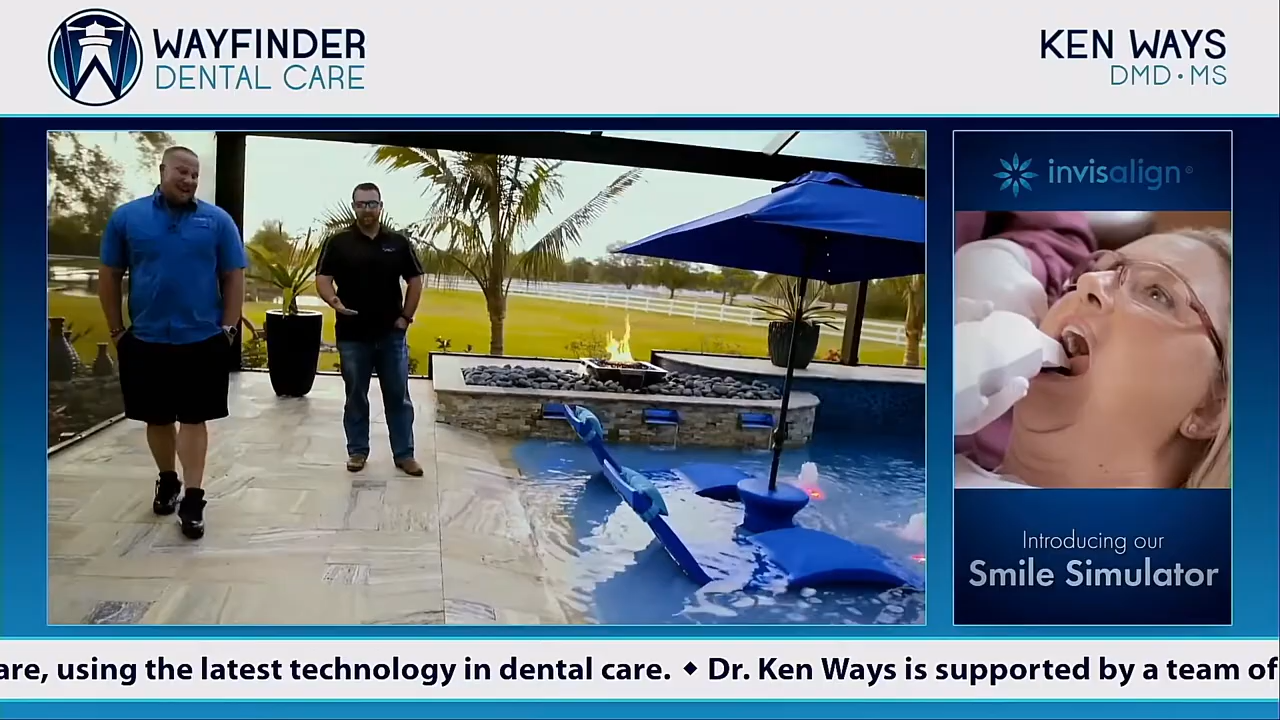 WAYFINDER
DENTAL CARE
KEN WAYS
DMD • MS
invisalign®
Introducing our
Smile Simulator
are, using the latest technology in dental care. ◆ Dr. Ken Ways is supported by a team of